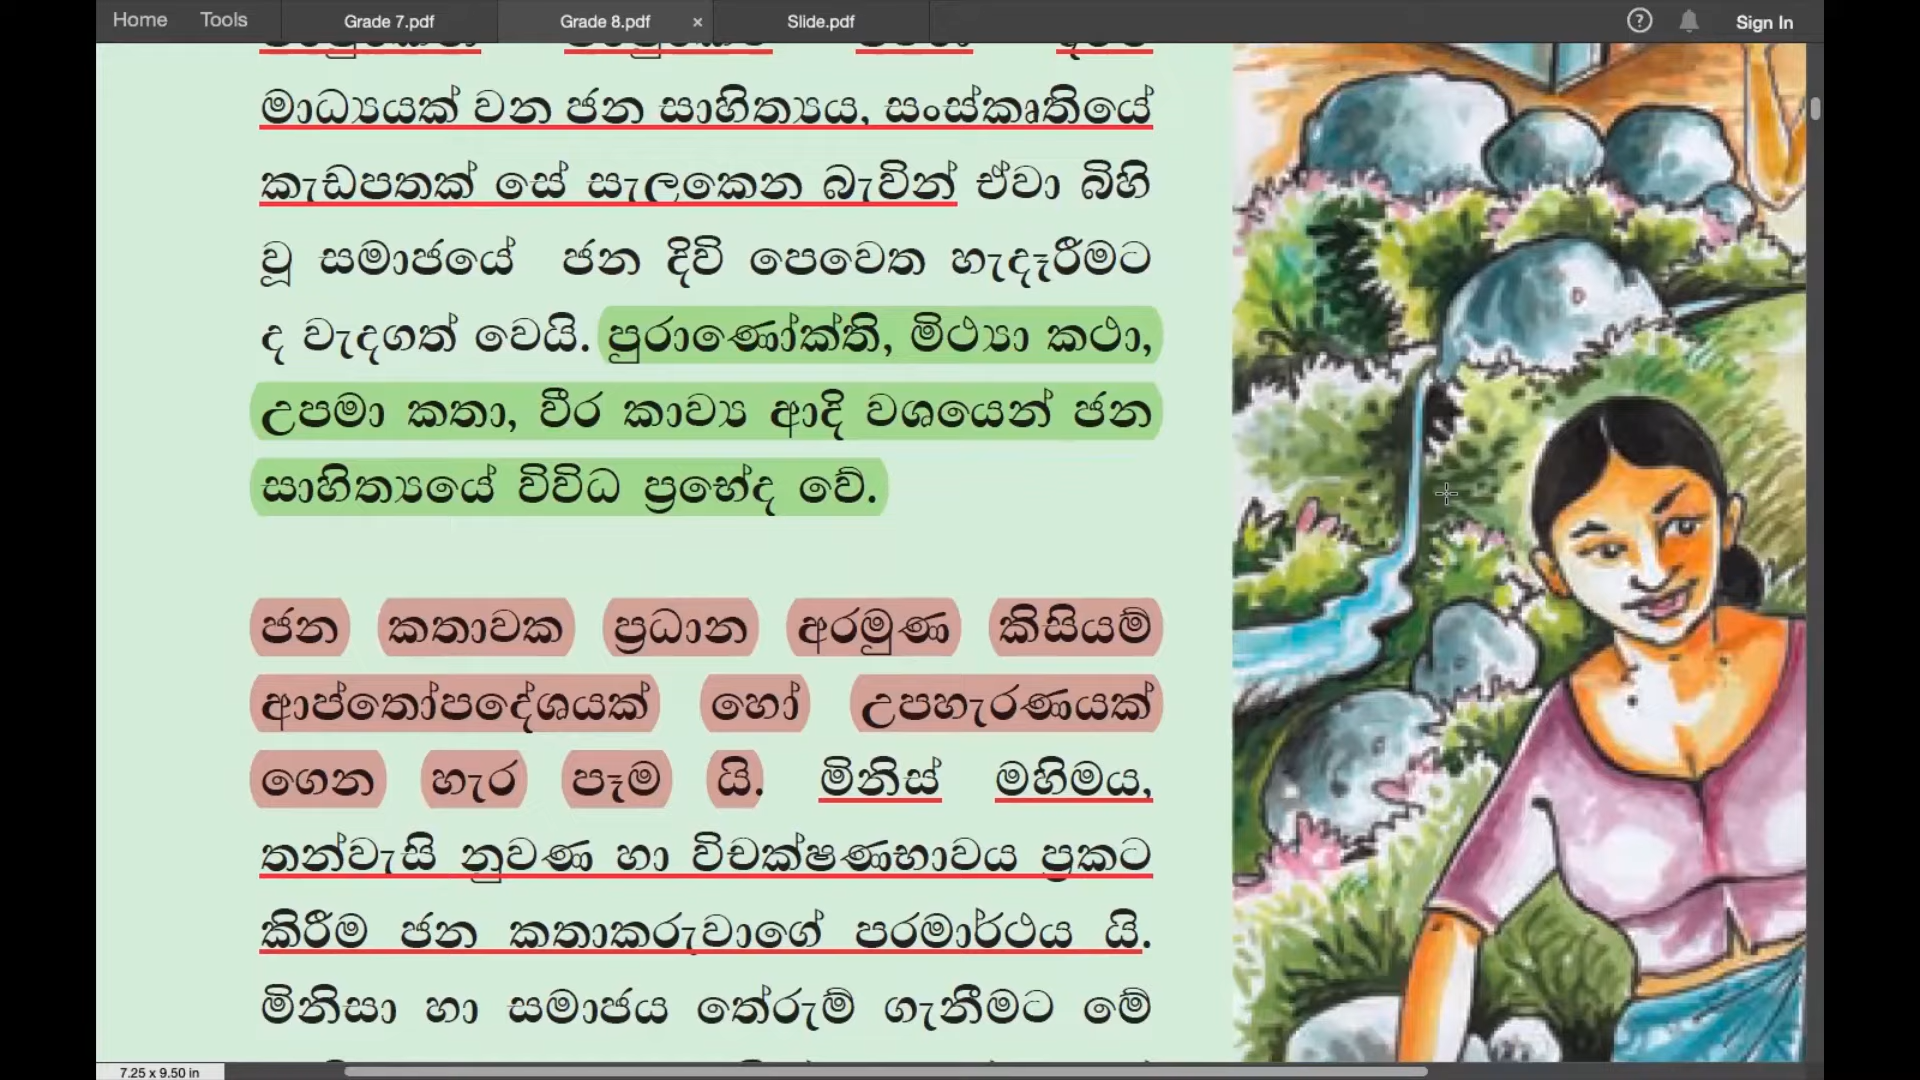 Home Tools Grade 7.pdf Grade 8.pdf × Slide.pdf ? Sign In
මාධ්‍යයක් වන ජන සාහිත්‍යය, සංස්කෘතියේ
කැඩපතක් සේ සැලකෙන බැවින් ඒවා බිහි
වූ සමාජයේ ජන දිවි පෙවෙත හැදෑරීමට
ද වැදගත් වෙයි. පුරාණෝක්ති, මිථ්‍යා කථා,
උපමා කතා, වීර කාව්‍ය ආදි වශයෙන් ජන
සාහිත්‍යයේ විවිධ ප්‍රභේද වේ.
ජන කතාවක ප්‍රධාන අරමුණ කිසියම්
ආප්තෝපදේශයක් හෝ උපහැරණයක්
ගෙන හැර පෑම යි. මිනිස් මහිමය,
තන්වැසි නුවණ හා විචක්ෂණභාවය ප්‍රකට
කිරීම ජන කතාකරුවාගේ පරමාර්ථය යි.
මිනිසා හා සමාජය තේරුම් ගැනීමට මේ
7.25 x 9.50 in